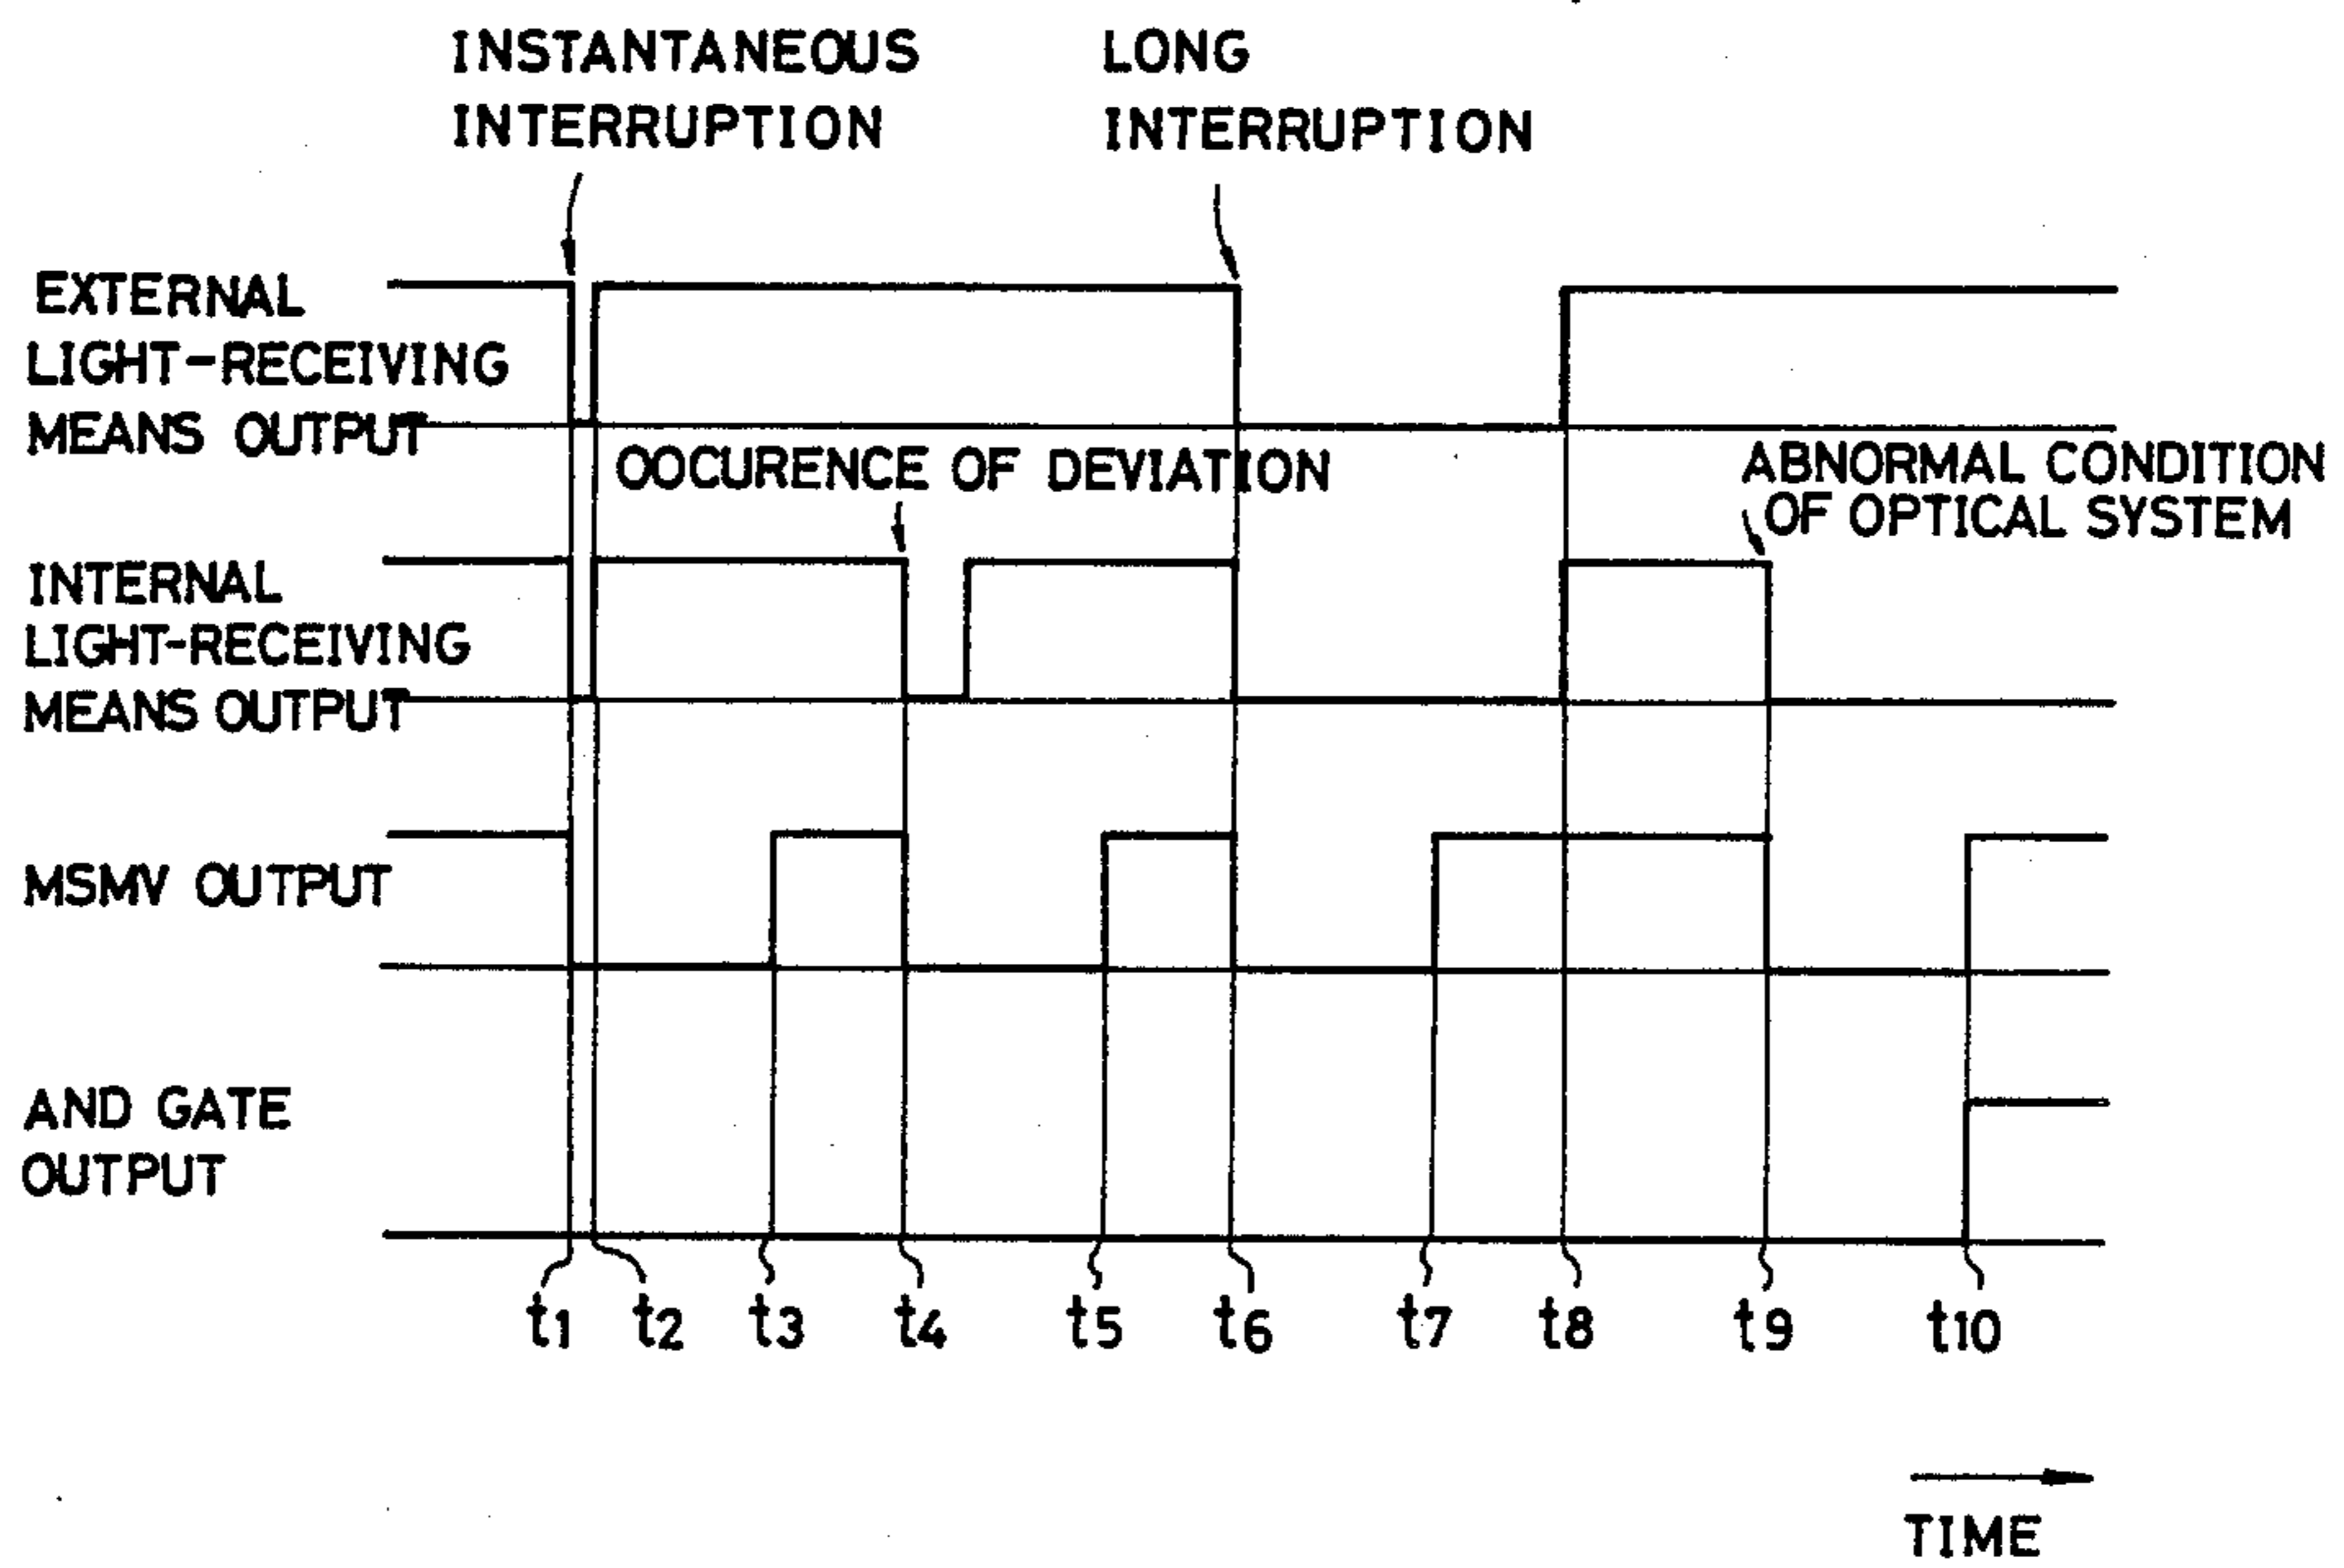 INSTANTANEOUS
INTERRUPTION
LONG
INTERRUPTION
EXTERNAL
LIGHT-RECEIVING
MEANS OUTPUT
OOCURENCE OF DEVIATION
ABNORMAL CONDITION
OF OPTICAL SYSTEM
INTERNAL
LIGHT-RECEIVING
MEANS OUTPUT
MSMV OUTPUT
AND GATE
OUTPUT
t1 t2 t3 t4 t5 t6 t7 t8 t9 t10
TIME